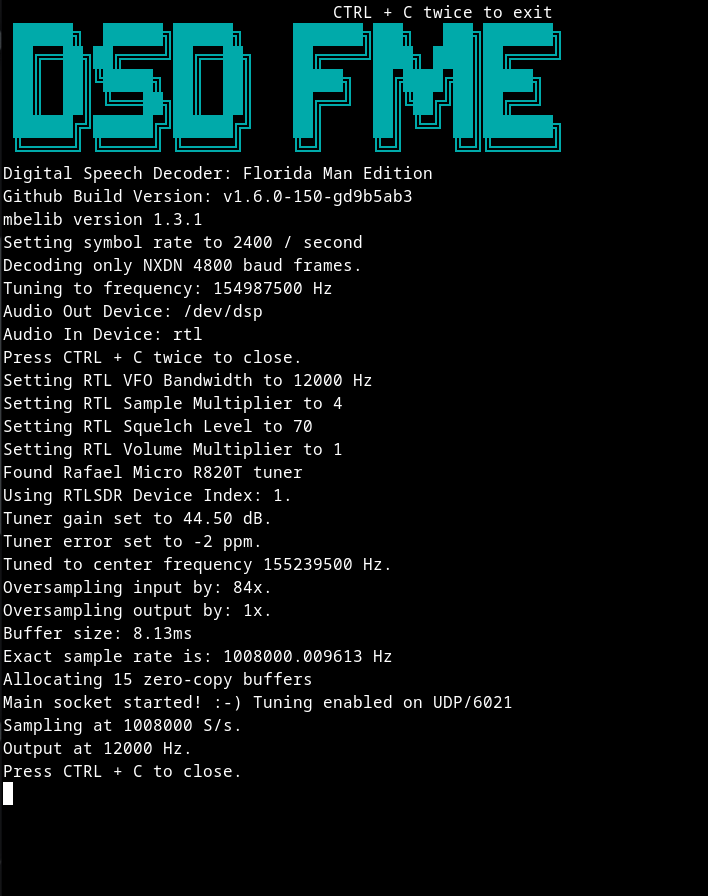 CTRL + C twice to exit
DSD FME
Digital Speech Decoder: Florida Man Edition
Github Build Version: v1.6.0-150-gd9b5ab3
mbelib version 1.3.1
Setting symbol rate to 2400 / second
Decoding only NXDN 4800 baud frames.
Tuning to frequency: 154987500 Hz
Audio Out Device: /dev/dsp
Audio In Device: rtl
Press CTRL + C twice to close.
Setting RTL VFO Bandwidth to 12000 Hz
Setting RTL Sample Multiplier to 4
Setting RTL Squelch Level to 70
Setting RTL Volume Multiplier to 1
Found Rafael Micro R820T tuner
Using RTLSDR Device Index: 1.
Tuner gain set to 44.50 dB.
Tuner error set to -2 ppm.
Tuned to center frequency 155239500 Hz.
Oversampling input by: 84x.
Oversampling output by: 1x.
Buffer size: 8.13ms
Exact sample rate is: 1008000.009613 Hz
Allocating 15 zero-copy buffers
Main socket started! :-) Tuning enabled on UDP/6021
Sampling at 1008000 S/s.
Output at 12000 Hz.
Press CTRL + C to close.